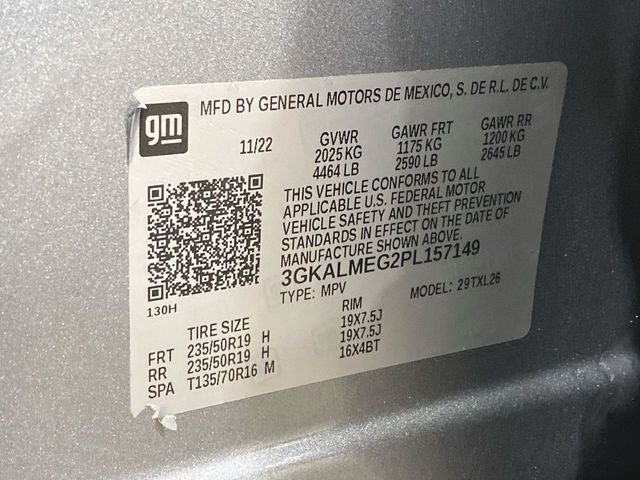 gm
MFD BY GENERAL MOTORS DE MEXICO, S. DE R.L. DE C.V.
11/22 GVWR GAWR FRT GAWR RR
2025 KG 1175 KG 1200 KG
4464 LB 2590 LB 2645 LB
THIS VEHICLE CONFORMS TO ALL
APPLICABLE U.S. FEDERAL MOTOR
VEHICLE SAFETY AND THEFT PREVENTION
STANDARDS IN EFFECT ON THE DATE OF
MANUFACTURE SHOWN ABOVE.
3GKALMEG2PL157149
TYPE: MPV MODEL: 29TXL26
130H
TIRE SIZE RIM
FRT 235/50R19 H 19X7.5J
RR 235/50R19 H 19X7.5J
SPA T135/70R16 M 16X4BT